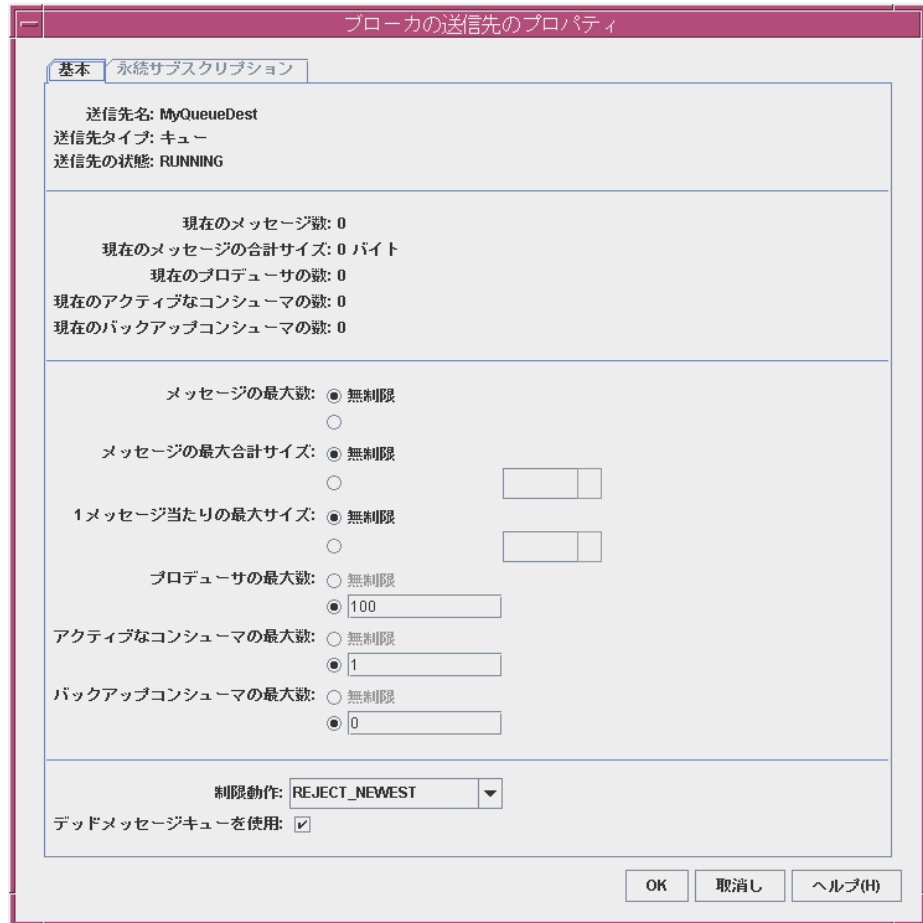 ブローカの送信先のプロパティ
基本 永続サブスクリプション
送信先名: MyQueueDest
送信先タイプ: キュー
送信先の状態: RUNNING
現在のメッセージ数: 0
現在のメッセージの合計サイズ: 0 バイト
現在のプロデューサの数: 0
現在のアクティブなコンシューマの数: 0
現在のバックアップコンシューマの数: 0
メッセージの最大数: 無制限
メッセージの最大合計サイズ: 無制限
1メッセージ当たりの最大サイズ: 無制限
プロデューサの最大数: 無制限
100
アクティブなコンシューマの最大数: 無制限
1
バックアップコンシューマの最大数: 無制限
0
制限動作: REJECT_NEWEST
デッドメッセージキューを使用:
OK 取消し ヘルプ(H)